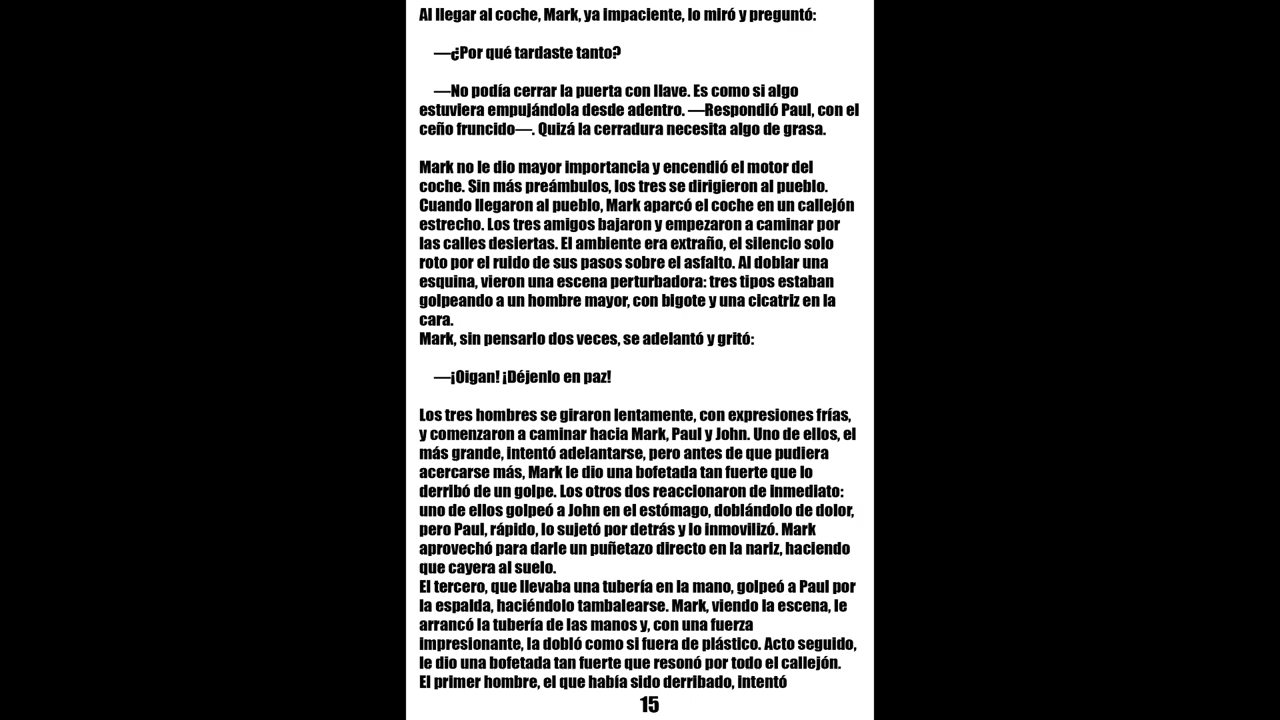 Al llegar al coche, Mark, ya impaciente, lo miró y preguntó:
—¿Por qué tardaste tanto?
—No podía cerrar la puerta con llave. Es como si algo
estuviera empujándola desde adentro. —Respondió Paul, con el
ceño fruncido—. Quizá la cerradura necesita algo de grasa.
Mark no le dio mayor importancia y encendió el motor del
coche. Sin más preámbulos, los tres se dirigieron al pueblo.
Cuando llegaron al pueblo, Mark aparcó el coche en un callejón
estrecho. Los tres amigos bajaron y empezaron a caminar por
las calles desiertas. El ambiente era extraño, el silencio solo
roto por el ruido de sus pasos sobre el asfalto. Al doblar una
esquina, vieron una escena perturbadora: tres tipos estaban
golpeando a un hombre mayor, con bigote y una cicatriz en la
cara.
Mark, sin pensarlo dos veces, se adelantó y gritó:
—¡Oigan! ¡Déjenlo en paz!
Los tres hombres se giraron lentamente, con expresiones frías,
y comenzaron a caminar hacia Mark, Paul y John. Uno de ellos, el
más grande, intentó adelantarse, pero antes de que pudiera
acercarse más, Mark le dio una bofetada tan fuerte que lo
derribó de un golpe. Los otros dos reaccionaron de inmediato:
uno de ellos golpeó a John en el estómago, doblándolo de dolor,
pero Paul, rápido, lo sujetó por detrás y lo inmovilizó. Mark
aprovechó para darle un puñetazo directo en la nariz, haciendo
que cayera al suelo.
El tercero, que llevaba una tubería en la mano, golpeó a Paul por
la espalda, haciéndolo tambalearse. Mark, viendo la escena, le
arrancó la tubería de las manos y, con una fuerza
impresionante, la dobló como si fuera de plástico. Acto seguido,
le dio una bofetada tan fuerte que resonó por todo el callejón.
El primer hombre, el que había sido derribado, intentó
15